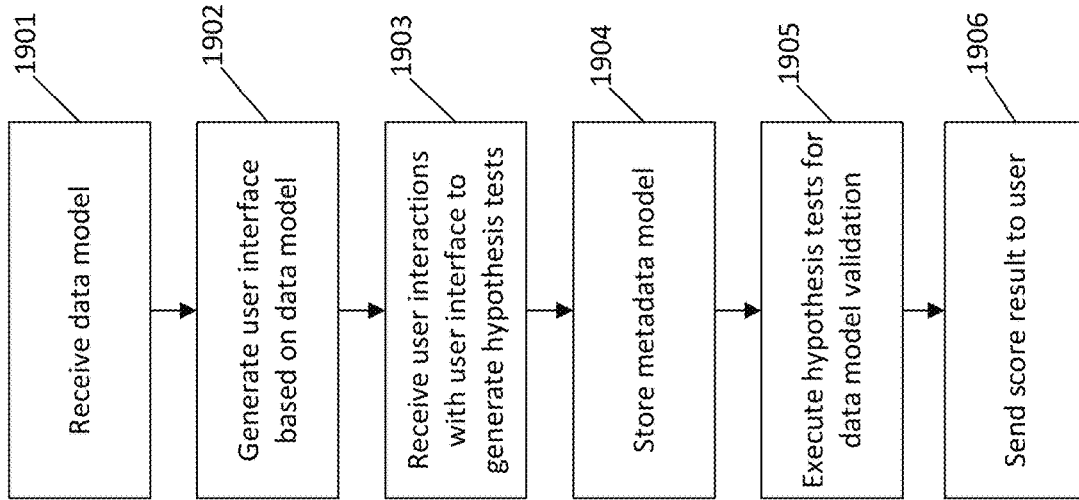 1901
Receive data model
1902
Generate user interface
based on data model
1903
Receive user interactions
with user interface to
generate hypothesis tests
1904
Store metadata model
1905
Execute hypothesis tests for
data model validation
1906
Send score result to user